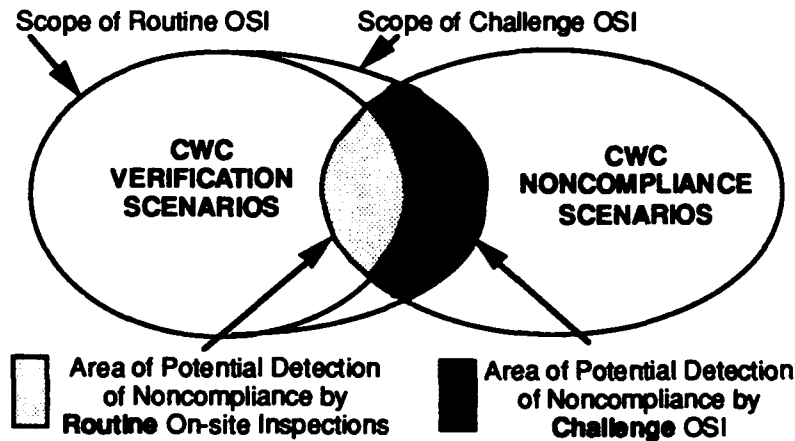 Scope of Routine OSI
Scope of Challenge OSI
CWC
VERIFICATION
SCENARIOS
CWC
NONCOMPLIANCE
SCENARIOS
Area of Potential Detection
of Noncompliance by
Routine On-site Inspections
Area of Potential Detection
of Noncompliance by
Challenge OSI